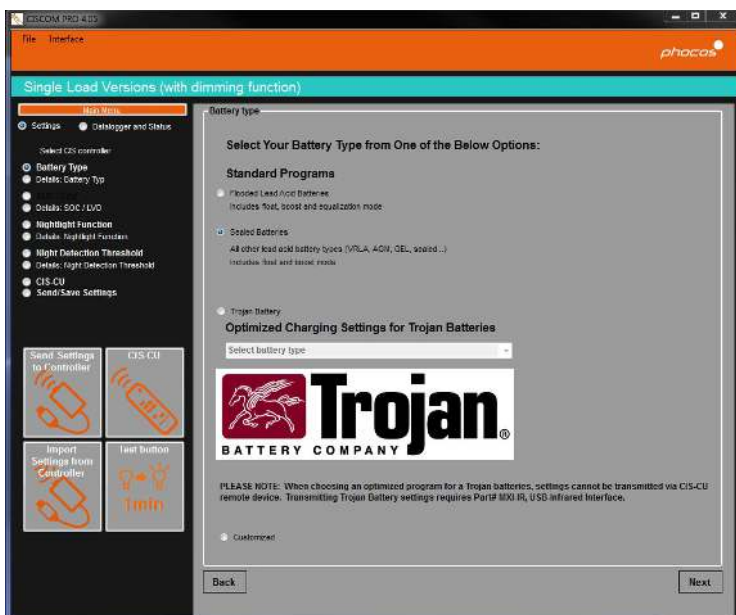 CISCOM PRO 4.05
File Interface
phocos
Single Load Versions (with dimming function)
Main Menu
Settings Datalogger and Status
Select CIS controller
Battery Type
Details: Battery Typ
Details: SOC / LVD
Nightlight Function
Details: Nightlight Function
Night Detection Threshold
Details: Night Detection Threshold
CIS-CU
Send/Save Settings
Send Settings
to Controller
CIS CU
Import
Settings from
Controller
Test button
1min
Battery type
Select Your Battery Type from One of the Below Options:
Standard Programs
Flooded Lead Acid Batteries
Includes float, boost and equalization mode
Sealed Batteries
All other lead acid battery types (VRLA, AGM, GEL, sealed ...)
Includes float and boost mode
Trojan Battery
Optimized Charging Settings for Trojan Batteries
Select battery type
Trojan®
BATTERY COMPANY
PLEASE NOTE: When choosing an optimized program for a Trojan batteries, settings cannot be transmitted via CIS-CU
remote device. Transmitting Trojan Battery settings requires Part# MXI-IR, USB-Infrared Interface.
Customized
Back
Next